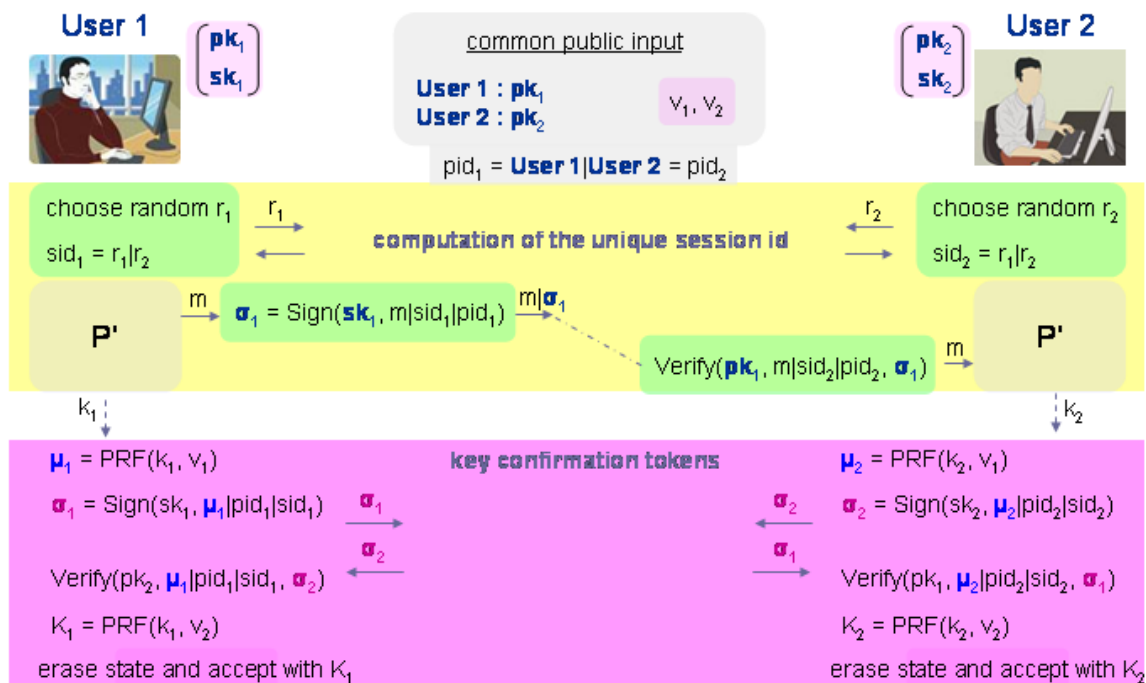 User 1
pk₁
sk₁
common public input
User 1 : pk₁
User 2 : pk₂
v₁, v₂
pid₁ = User 1|User 2 = pid₂
User 2
pk₂
sk₂
choose random r₁
sid₁ = r₁|r₂
r₁
computation of the unique session id
r₂
choose random r₂
sid₂ = r₁|r₂
P'
m
σ₁ = Sign(sk₁, m|sid₁|pid₁)
m|σ₁
Verify(pk₁, m|sid₂|pid₂, σ₁)
m
P'
k₁
k₂
key confirmation tokens
μ₁ = PRF(k₁, v₁)
σ₁ = Sign(sk₁, μ₁|pid₁|sid₁)
σ₁
σ₂
Verify(pk₂, μ₁|pid₁|sid₁, σ₂)
K₁ = PRF(k₁, v₂)
erase state and accept with K₁
μ₂ = PRF(k₂, v₁)
σ₂
σ₂ = Sign(sk₂, μ₂|pid₂|sid₂)
σ₁
Verify(pk₁, μ₂|pid₂|sid₂, σ₁)
K₂ = PRF(k₂, v₂)
erase state and accept with K₂